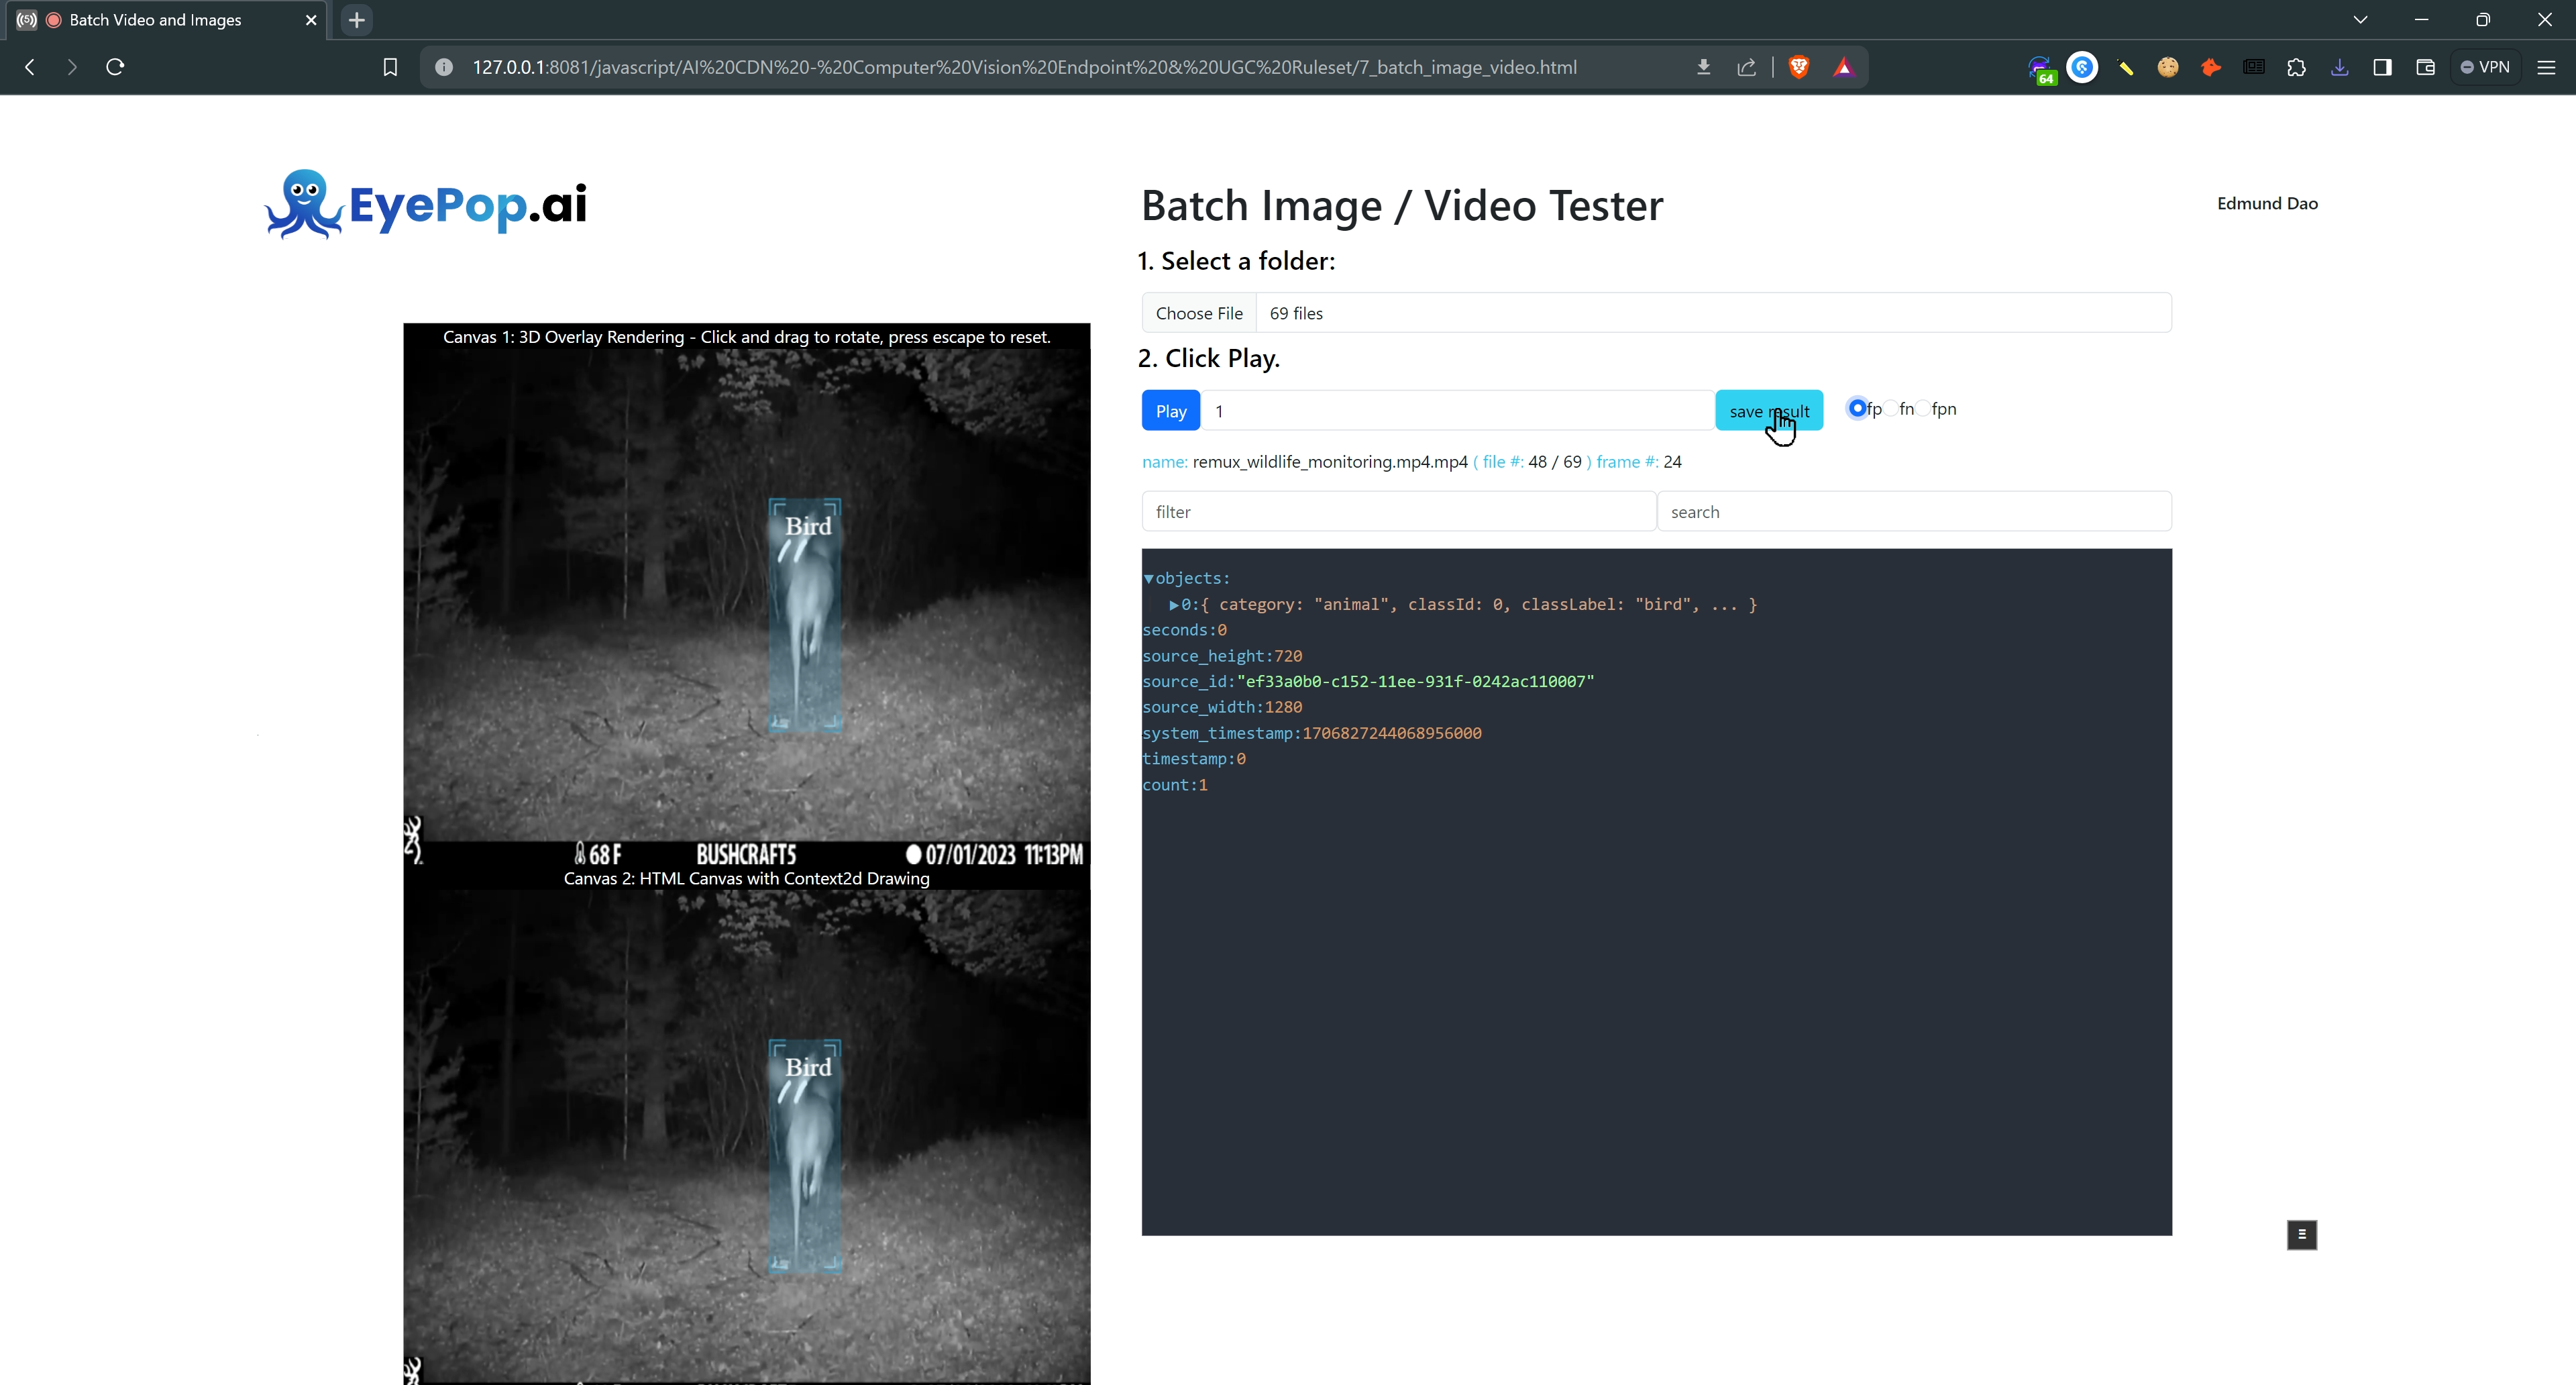 Batch Video and Images
127.0.0.1:8081/javascript/AI%20CDN%20-%20Computer%20Vision%20Endpoint%20&%20UGC%20Ruleset/7_batch_image_video.html
64
VPN
EyePop.ai
Batch Image / Video Tester
Edmund Dao
1. Select a folder:
Choose File 69 files
2. Click Play.
Play 1 save result fp fn fpn
name: remux_wildlife_monitoring.mp4.mp4 ( file #: 48 / 69 ) frame #: 24
filter search
▼objects:
▶0:{ category: "animal", classId: 0, classLabel: "bird", ... }
seconds:0
source_height:720
source_id:"ef33a0b0-c152-11ee-931f-0242ac110007"
source_width:1280
system_timestamp:1706827244068956000
timestamp:0
count:1
Canvas 1: 3D Overlay Rendering - Click and drag to rotate, press escape to reset.
Bird
68 F BUSHCRAFT5 07/01/2023 11:13PM
Canvas 2: HTML Canvas with Context2d Drawing
Bird